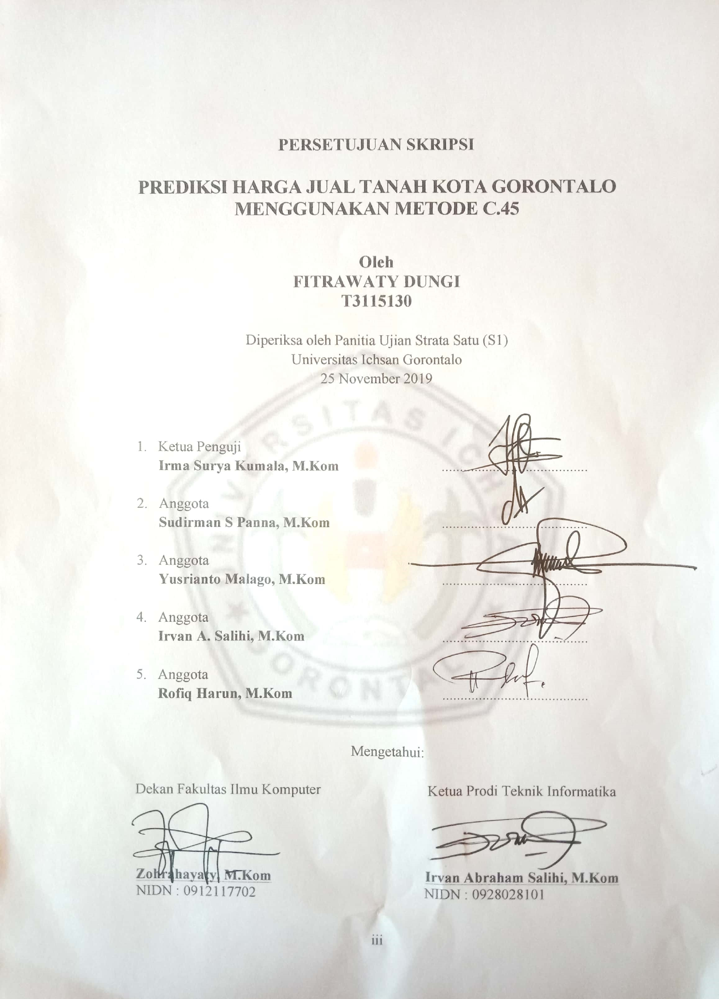 PERSETUJUAN SKRIPSI
PREDIKSI HARGA JUAL TANAH KOTA GORONTALO
MENGGUNAKAN METODE C.45
Oleh
FITRAWATY DUNGI
T3115130
Diperiksa oleh Panitia Ujian Strata Satu (S1)
Universitas Ichsan Gorontalo
25 November 2019
1. Ketua Penguji
Irma Surya Kumala, M.Kom
2. Anggota
Sudirman S Panna, M.Kom
3. Anggota
Yusrianto Malago, M.Kom
4. Anggota
Irvan A. Salihi, M.Kom
5. Anggota
Rofiq Harun, M.Kom
Mengetahui:
Dekan Fakultas Ilmu Komputer
Zohrahayaty, M.Kom
NIDN : 0912117702
Ketua Prodi Teknik Informatika
Irvan Abraham Salihi, M.Kom
NIDN : 0928028101
iii